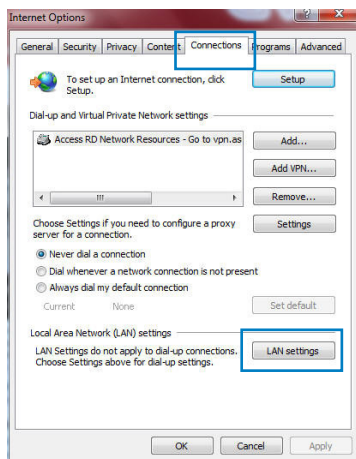 Internet Options
General Security Privacy Content Connections Programs Advanced
To set up an Internet connection, click
Setup.
Setup
Dial-up and Virtual Private Network settings
Access RD Network Resources - Go to vpn.as
Add...
Add VPN...
Remove...
Choose Settings if you need to configure a proxy
server for a connection.
Settings
Never dial a connection
Dial whenever a network connection is not present
Always dial my default connection
Current None
Set default
Local Area Network (LAN) settings
LAN Settings do not apply to dial-up connections.
Choose Settings above for dial-up settings.
LAN settings
OK Cancel Apply